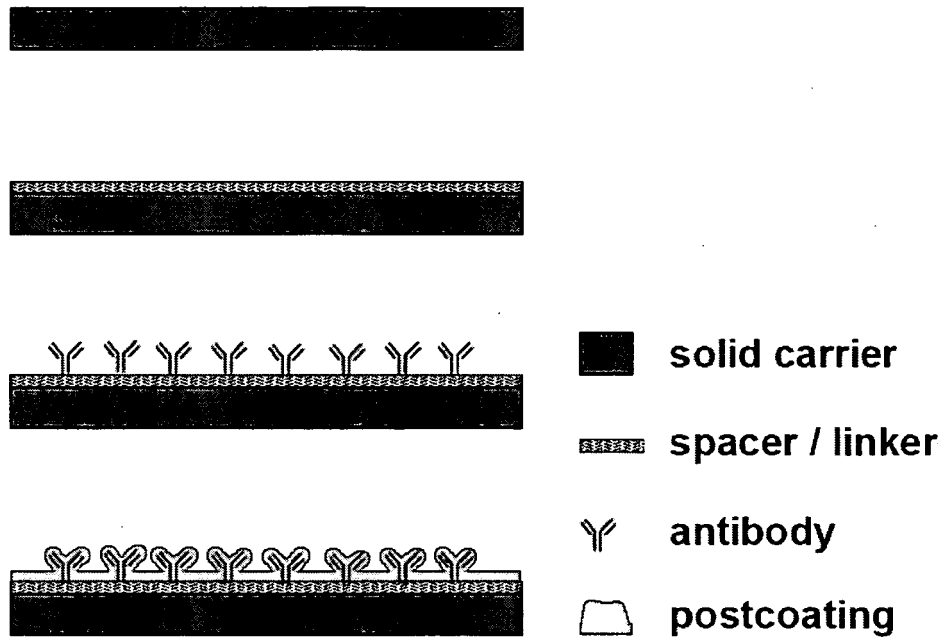 solid carrier
spacer / linker
antibody
postcoating